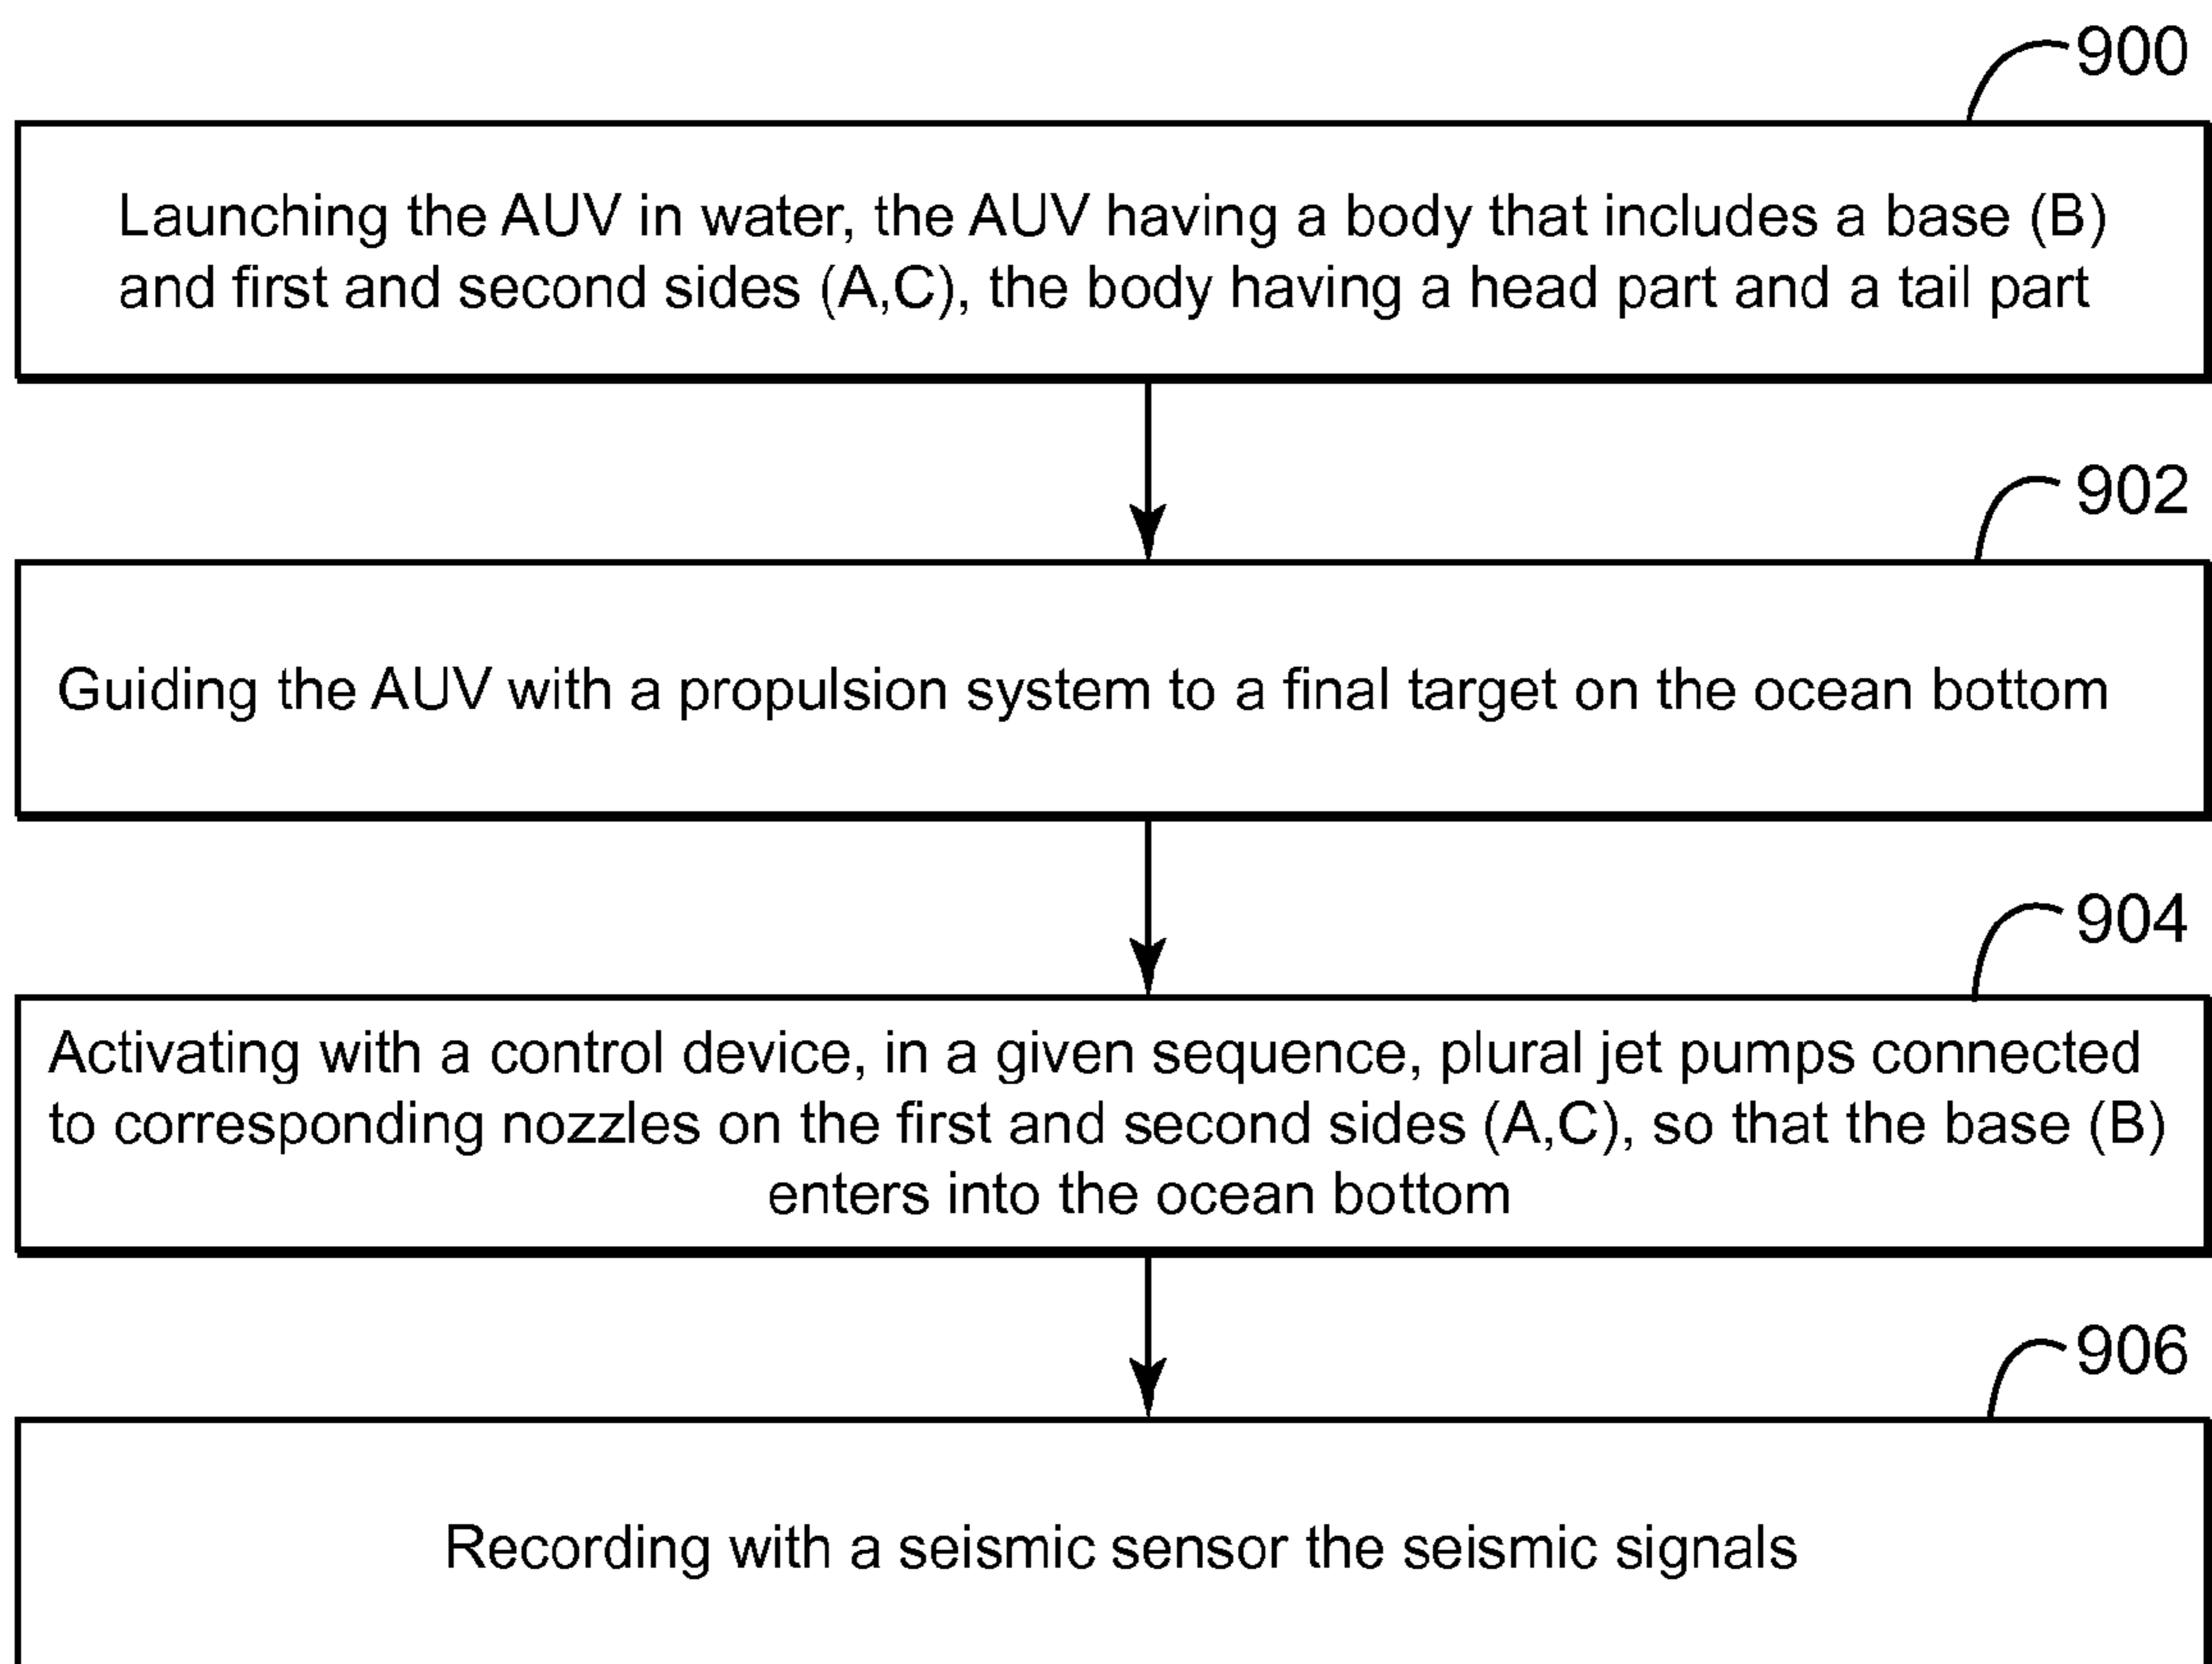 900
Launching the AUV in water, the AUV having a body that includes a base (B)
and first and second sides (A,C), the body having a head part and a tail part
902
Guiding the AUV with a propulsion system to a final target on the ocean bottom
904
Activating with a control device, in a given sequence, plural jet pumps connected
to corresponding nozzles on the first and second sides (A,C), so that the base (B)
enters into the ocean bottom
906
Recording with a seismic sensor the seismic signals